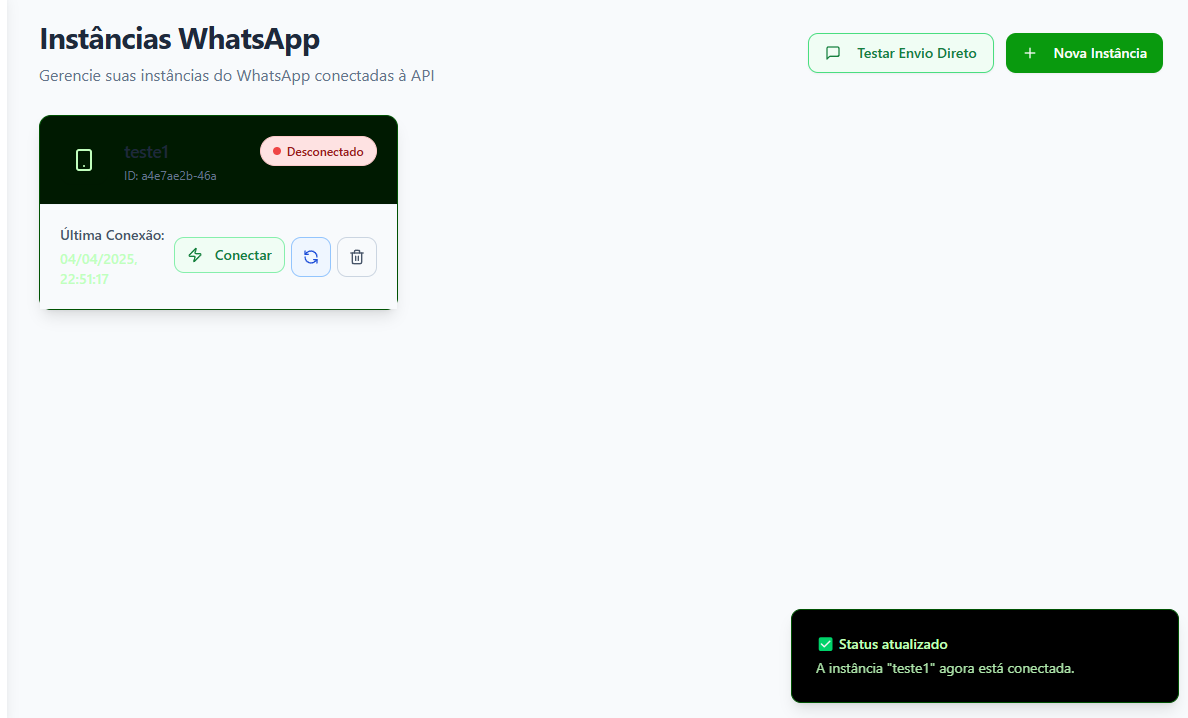 Instâncias WhatsApp
Gerencie suas instâncias do WhatsApp conectadas à API
Testar Envio Direto
Nova Instância
teste1
Desconectado
ID: a4e7ae2b-46a
Última Conexão:
04/04/2025,
22:51:17
Conectar
Status atualizado
A instância "teste1" agora está conectada.